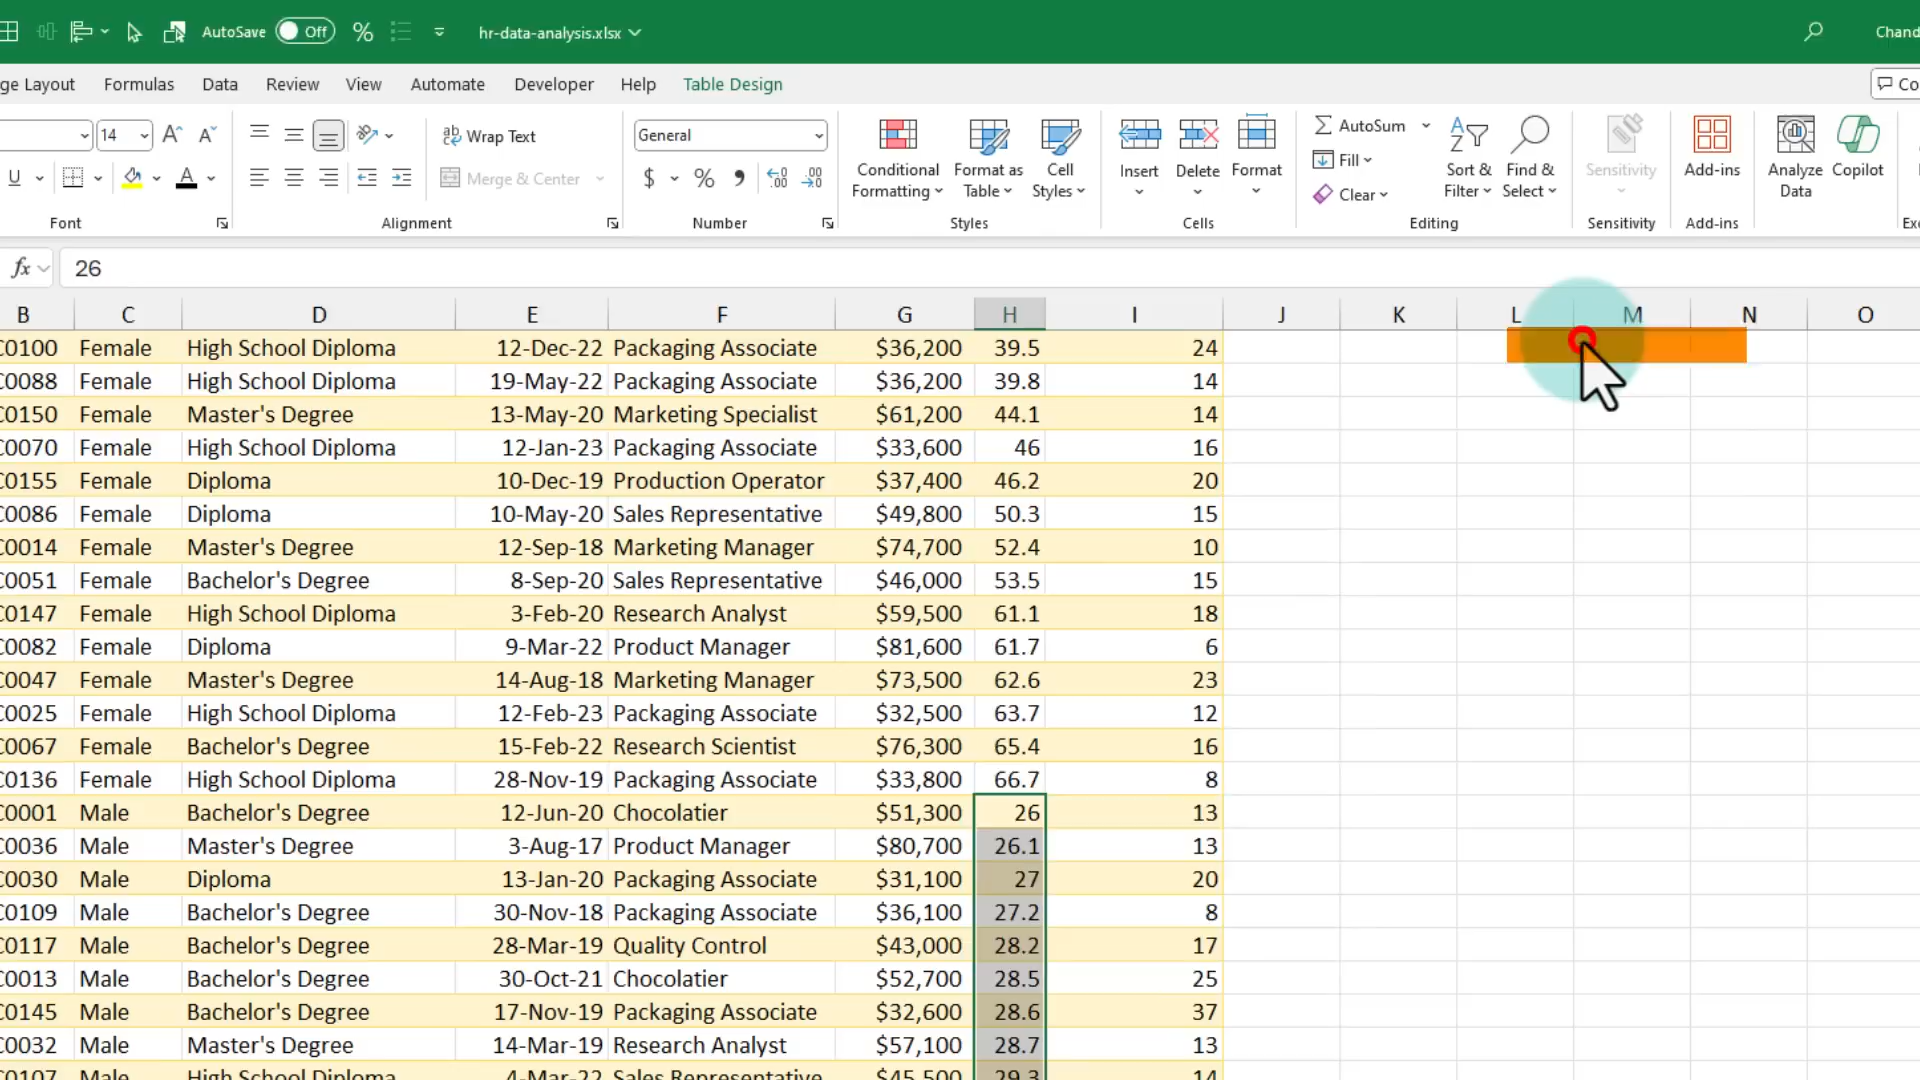 AutoSave Off % hr-data-analysis.xlsx Chand
ge Layout Formulas Data Review View Automate Developer Help Table Design Co
14 A A Wrap Text General
U A Merge & Center $ % 9
Conditional Formatting
Format as Table
Cell Styles
Insert
Delete
Format
AutoSum
Fill
Clear
Sort & Filter
Find & Select
Sensitivity
Add-ins
Analyze Data
Copilot
Font Alignment Number Styles Cells Editing Sensitivity Add-ins
fx 26
B C D E F G H I J K L M N O
C0100 Female High School Diploma 12-Dec-22 Packaging Associate $36,200 39.5 24
C0088 Female High School Diploma 19-May-22 Packaging Associate $36,200 39.8 14
C0150 Female Master's Degree 13-May-20 Marketing Specialist $61,200 44.1 14
C0070 Female High School Diploma 12-Jan-23 Packaging Associate $33,600 46 16
C0155 Female Diploma 10-Dec-19 Production Operator $37,400 46.2 20
C0086 Female Diploma 10-May-20 Sales Representative $49,800 50.3 15
C0014 Female Master's Degree 12-Sep-18 Marketing Manager $74,700 52.4 10
C0051 Female Bachelor's Degree 8-Sep-20 Sales Representative $46,000 53.5 15
C0147 Female High School Diploma 3-Feb-20 Research Analyst $59,500 61.1 18
C0082 Female Diploma 9-Mar-22 Product Manager $81,600 61.7 6
C0047 Female Master's Degree 14-Aug-18 Marketing Manager $73,500 62.6 23
C0025 Female High School Diploma 12-Feb-23 Packaging Associate $32,500 63.7 12
C0067 Female Bachelor's Degree 15-Feb-22 Research Scientist $76,300 65.4 16
C0136 Female High School Diploma 28-Nov-19 Packaging Associate $33,800 66.7 8
C0001 Male Bachelor's Degree 12-Jun-20 Chocolatier $51,300 26 13
C0036 Male Master's Degree 3-Aug-17 Product Manager $80,700 26.1 13
C0030 Male Diploma 13-Jan-20 Packaging Associate $31,100 27 20
C0109 Male Bachelor's Degree 30-Nov-18 Packaging Associate $36,100 27.2 8
C0117 Male Bachelor's Degree 28-Mar-19 Quality Control $43,000 28.2 17
C0013 Male Bachelor's Degree 30-Oct-21 Chocolatier $52,700 28.5 25
C0145 Male Bachelor's Degree 17-Nov-19 Packaging Associate $32,600 28.6 37
C0032 Male Master's Degree 14-Mar-19 Research Analyst $57,100 28.7 13
C0107 Male High School Diploma 4-Mar-22 Sales Representative $45,500 29.3 14